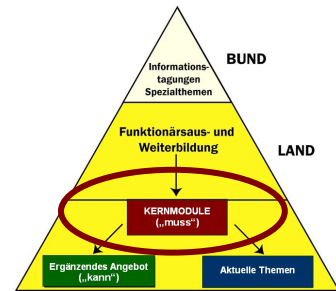 BUND
Informations-
tagungen
Spezialthemen
Funktionärsaus- und
Weiterbildung
LAND
KERNMODULE
(„muss“)
Ergänzendes Angebot
(„kann“)
Aktuelle Themen